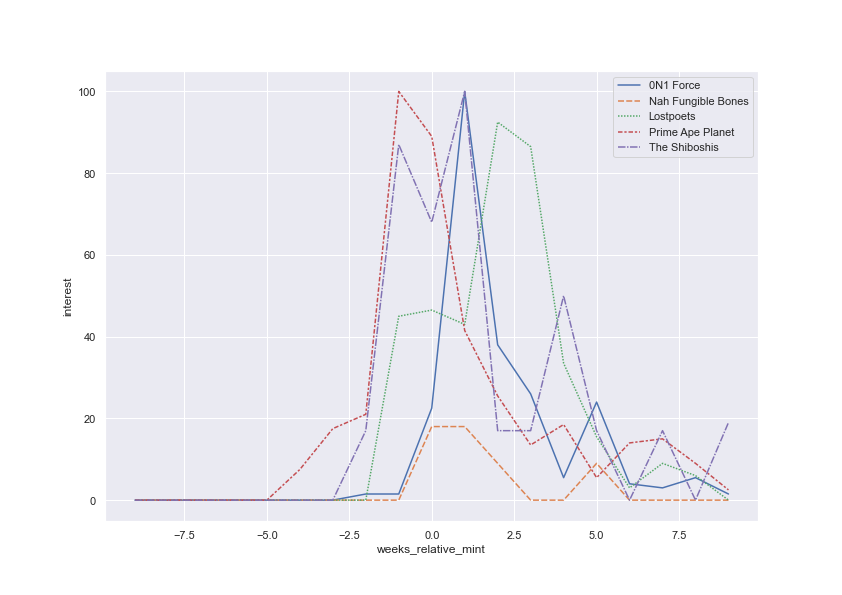 0N1 Force
Nah Fungible Bones
Lostpoets
Prime Ape Planet
The Shiboshis
100
80
60
40
20
0
interest
−7.5 −5.0 −2.5 0.0 2.5 5.0 7.5
weeks_relative_mint